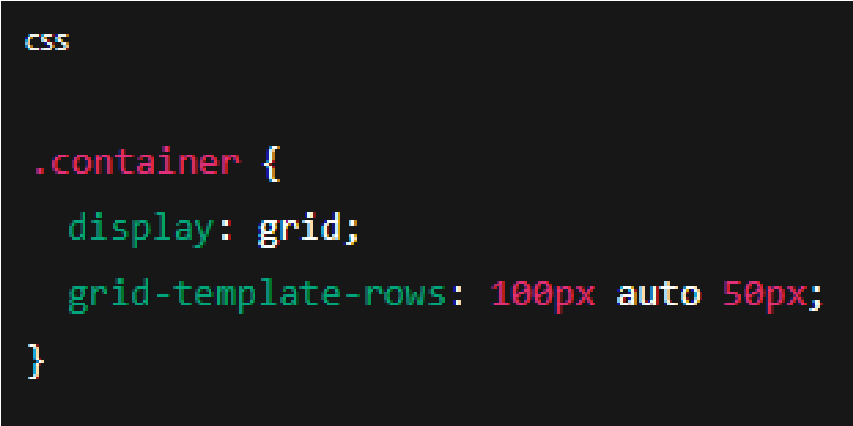 css
.container {
display: grid;
grid-template-rows: 100px auto 50px;
}